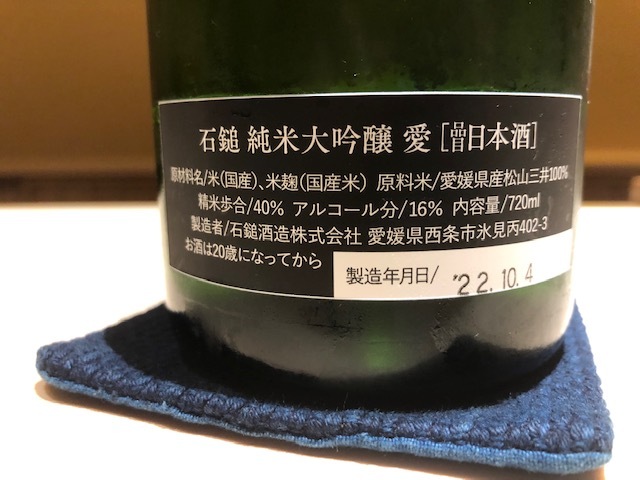 石鎚 純米大吟醸 愛 [品目日本酒]
原材料名/米(国産)、米麹(国産米) 原料米/愛媛県産松山三井100%
精米歩合/40% アルコール分/16% 内容量/720ml
製造者/石鎚酒造株式会社 愛媛県西条市氷見丙402-3
お酒は20歳になってから
製造年月日/ '22.10.4